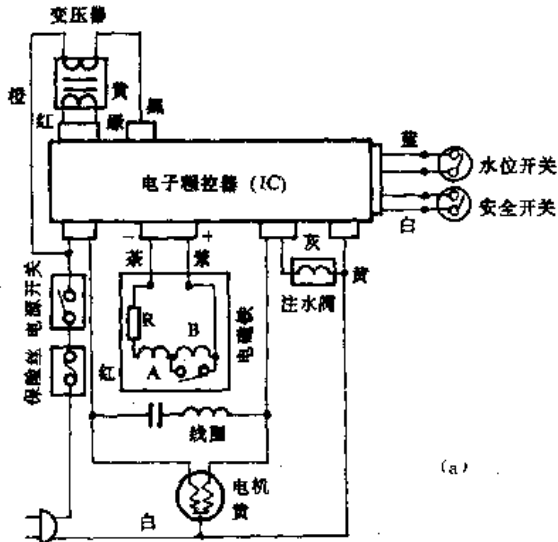 变压器
橙
黄
红
黑
电子程控器 (IC)
蓝
水位开关
安全开关
白
灰
黄
注水阀
− +
茶
紫
R
B
A
电磁铁
电源开关
保险丝
红
线圈
电机
黄
白
(a)